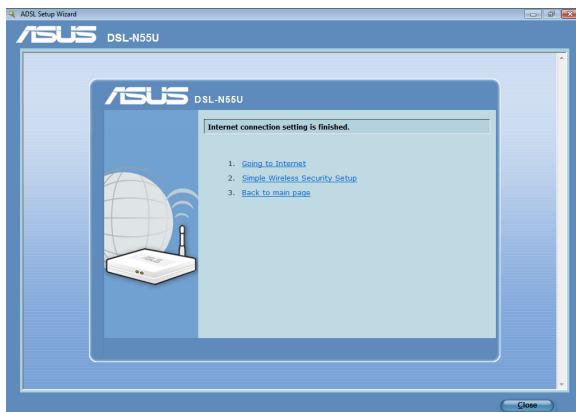 ADSL Setup Wizard
ASUS DSL-N55U
ASUS DSL-N55U
Internet connection setting is finished.
1. Going to Internet
2. Simple Wireless Security Setup
3. Back to main page
ASUS
Close